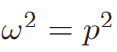 ω² = p²